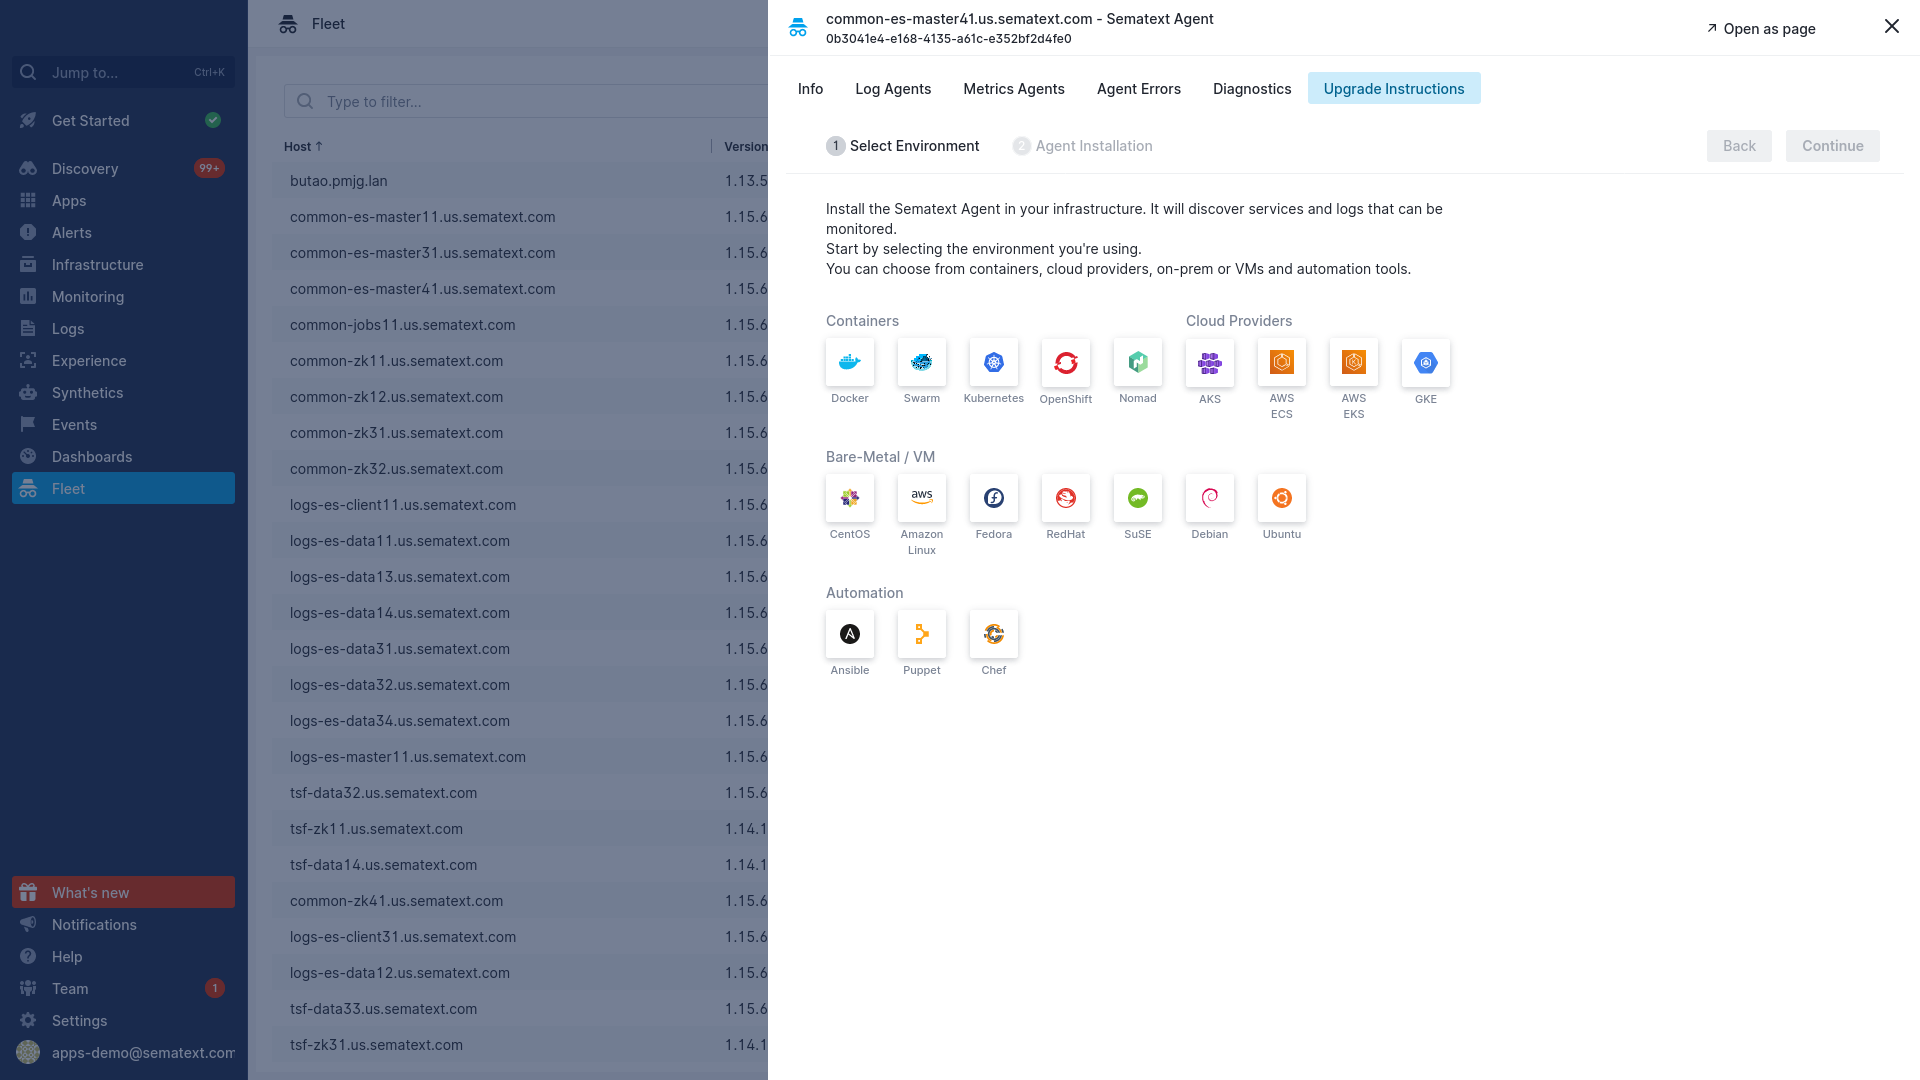 Jump to...
Ctrl+K
Get Started
Discovery
99+
Apps
Alerts
Infrastructure
Monitoring
Logs
Experience
Synthetics
Events
Dashboards
Fleet
What's new
Notifications
Help
Team
1
Settings
apps-demo@sematext.com
Fleet
Type to filter...
Host
Version
butao.pmjg.lan 1.13.5
common-es-master11.us.sematext.com 1.15.6
common-es-master31.us.sematext.com 1.15.6
common-es-master41.us.sematext.com 1.15.6
common-jobs11.us.sematext.com 1.15.6
common-zk11.us.sematext.com 1.15.6
common-zk12.us.sematext.com 1.15.6
common-zk31.us.sematext.com 1.15.6
common-zk32.us.sematext.com 1.15.6
logs-es-client11.us.sematext.com 1.15.6
logs-es-data11.us.sematext.com 1.15.6
logs-es-data13.us.sematext.com 1.15.6
logs-es-data14.us.sematext.com 1.15.6
logs-es-data31.us.sematext.com 1.15.6
logs-es-data32.us.sematext.com 1.15.6
logs-es-data34.us.sematext.com 1.15.6
logs-es-master11.us.sematext.com 1.15.6
tsf-data32.us.sematext.com 1.15.6
tsf-zk11.us.sematext.com 1.14.1
tsf-data14.us.sematext.com 1.14.1
common-zk41.us.sematext.com 1.15.6
logs-es-client31.us.sematext.com 1.15.6
logs-es-data12.us.sematext.com 1.15.6
tsf-data33.us.sematext.com 1.15.6
tsf-zk31.us.sematext.com 1.14.1
common-es-master41.us.sematext.com - Sematext Agent
0b3041e4-e168-4135-a61c-e352bf2d4fe0
Open as page
Info
Log Agents
Metrics Agents
Agent Errors
Diagnostics
Upgrade Instructions
1 Select Environment
2 Agent Installation
Back
Continue
Install the Sematext Agent in your infrastructure. It will discover services and logs that can be
monitored.
Start by selecting the environment you're using.
You can choose from containers, cloud providers, on-prem or VMs and automation tools.
Containers
Docker
Swarm
Kubernetes
OpenShift
Nomad
Cloud Providers
AKS
AWS
ECS
AWS
EKS
GKE
Bare-Metal / VM
CentOS
aws
Amazon
Linux
Fedora
RedHat
SuSE
Debian
Ubuntu
Automation
Ansible
Puppet
Chef